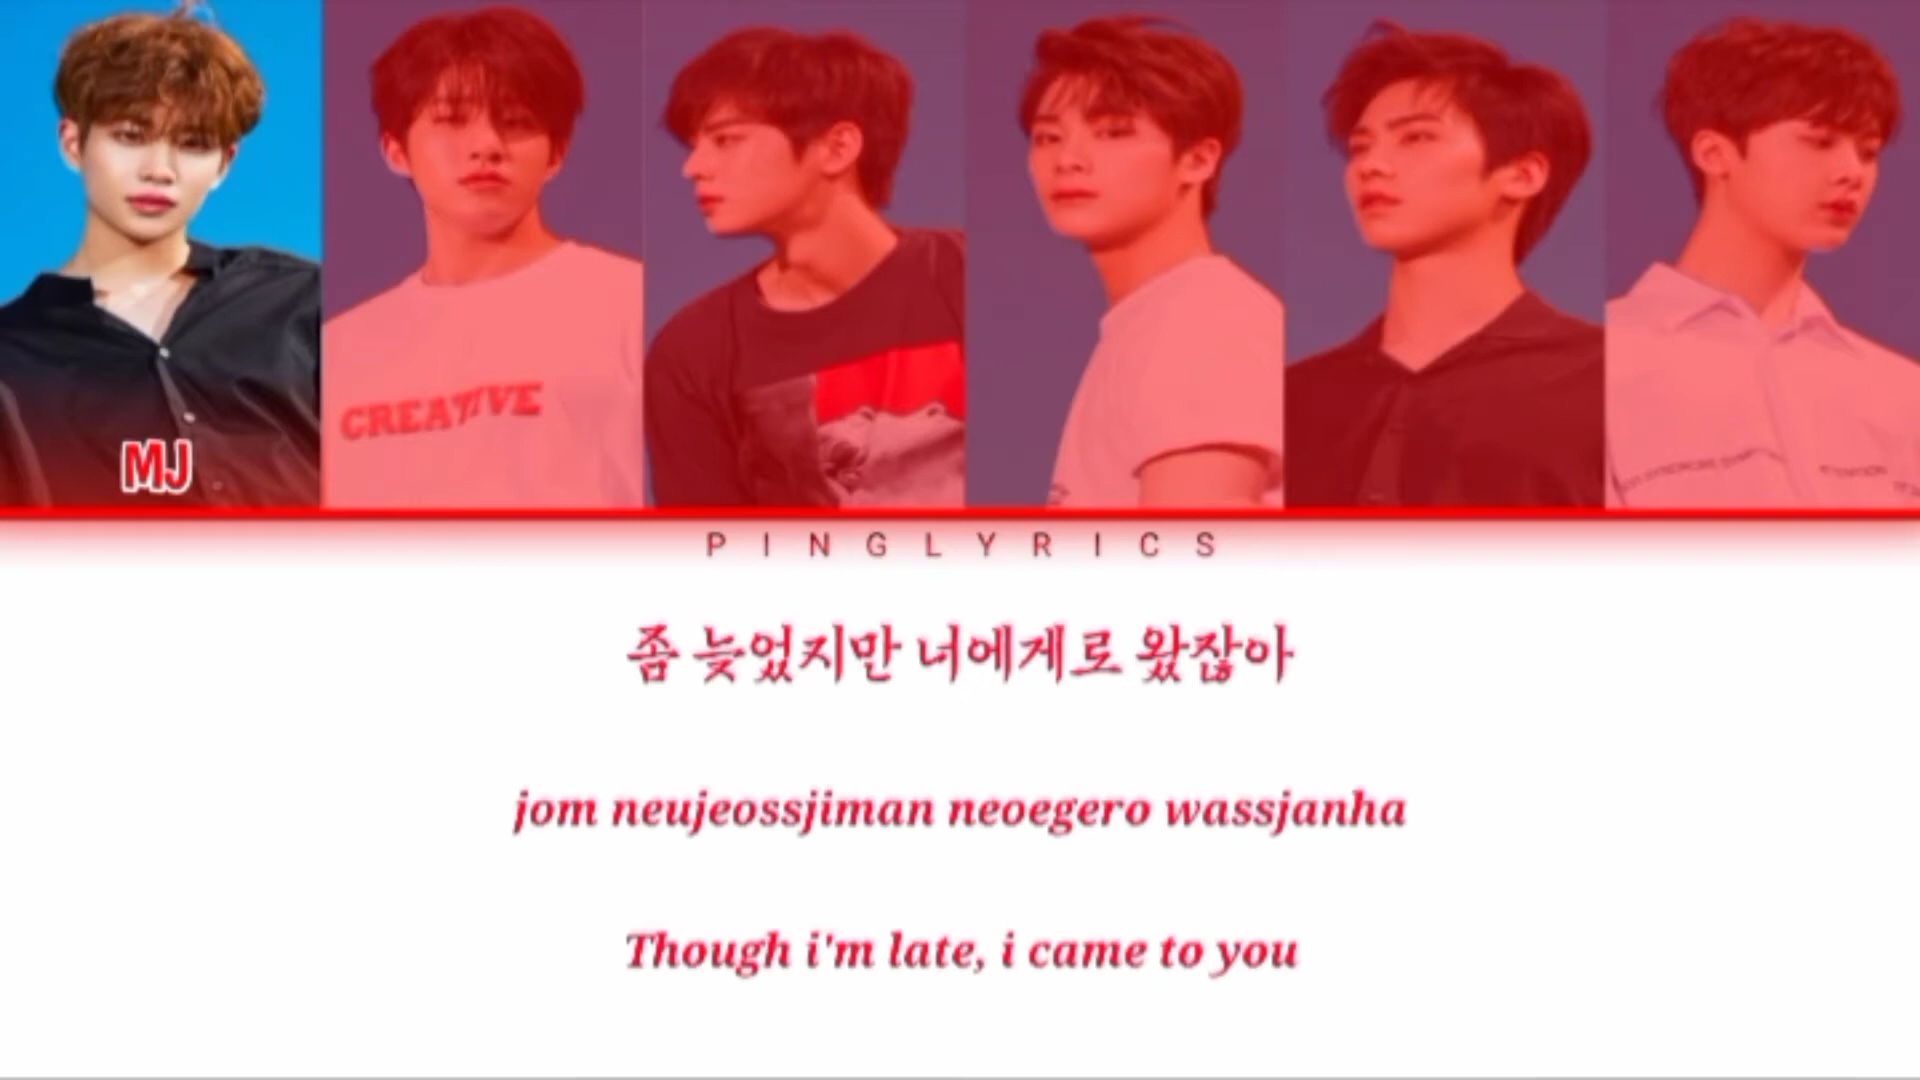 CREATIVE
MJ
PINGLYRICS
좀 늦었지만 너에게로 왔잖아
jom neujeossjiman neoegero wassjanha
Though i'm late, i came to you